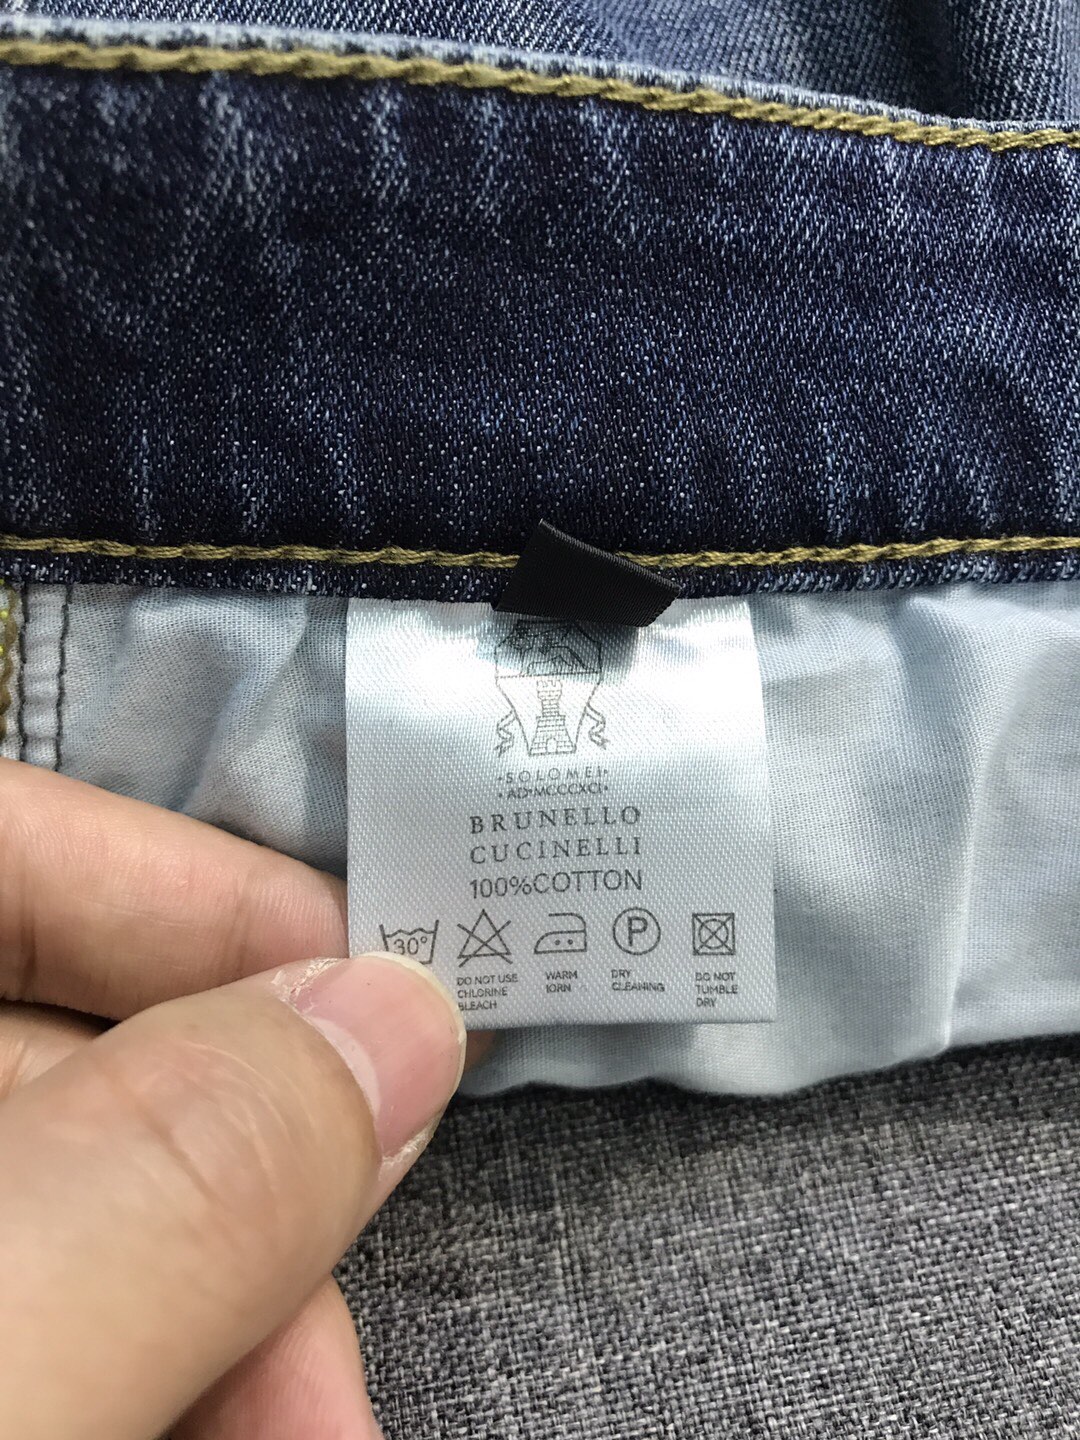 ·SOLOMEI·
·AD·MCCCXCI·
BRUNELLO
CUCINELLI
100%COTTON
30° P
DO NOT USE
CHLORINE
BLEACH
WARM
IORN
DRY
CLEANING
DO NOT
TUMBLE
DRY